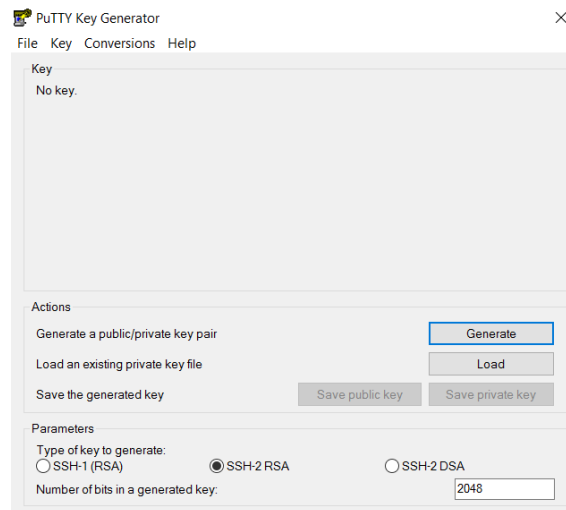 PuTTY Key Generator
File Key Conversions Help
Key
No key.
Actions
Generate a public/private key pair Generate
Load an existing private key file Load
Save the generated key Save public key Save private key
Parameters
Type of key to generate:
SSH-1 (RSA) SSH-2 RSA SSH-2 DSA
Number of bits in a generated key: 2048